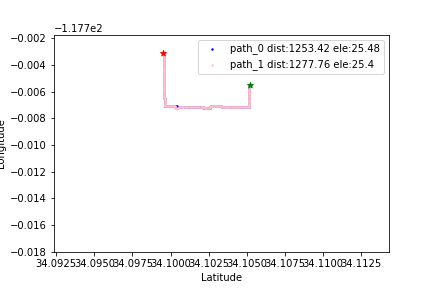 −1.177e2
path_0 dist:1253.42 ele:25.48
path_1 dist:1277.76 ele:25.4
−0.002
−0.004
−0.006
−0.008
−0.010
−0.012
−0.014
−0.016
−0.018
Longitude
34.0925 34.0950 34.0975 34.1000 34.1025 34.1050 34.1075 34.1100 34.1125
Latitude